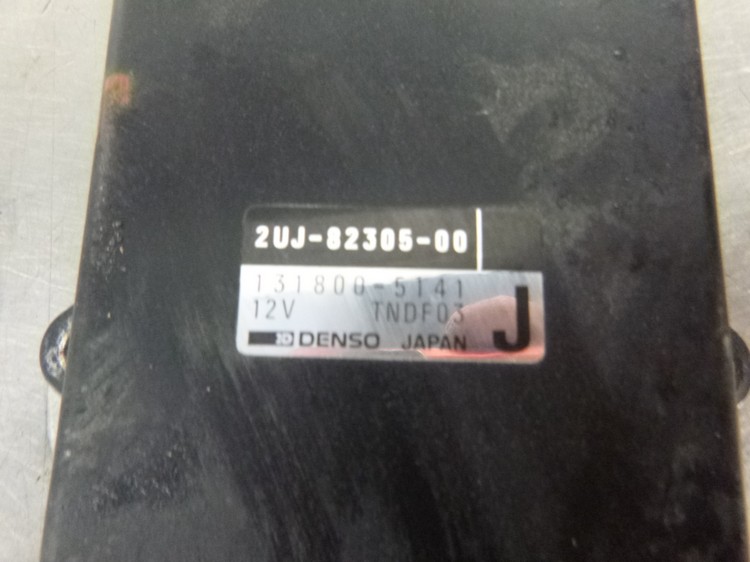 2UJ-82305-00
131800-5141
12V TNDF03
DENSO JAPAN J